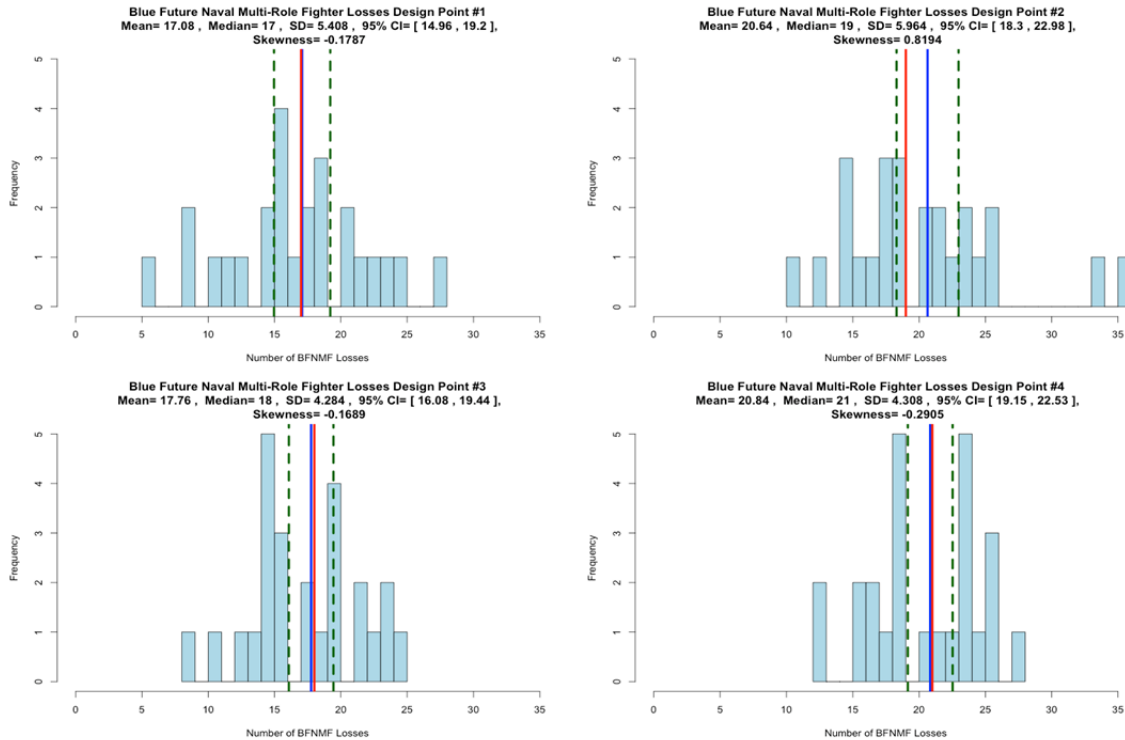 Blue Future Naval Multi-Role Fighter Losses Design Point #1
Mean= 17.08 , Median= 17 , SD= 5.408 , 95% CI= [ 14.96 , 19.2 ],
Skewness= -0.1787
5
4
3
2
1
0
Frequency
0 5 10 15 20 25 30 35
Number of BFNMF Losses
Blue Future Naval Multi-Role Fighter Losses Design Point #2
Mean= 20.64 , Median= 19 , SD= 5.964 , 95% CI= [ 18.3 , 22.98 ],
Skewness= 0.8194
5
4
3
2
1
0
Frequency
0 5 10 15 20 25 30 35
Number of BFNMF Losses
Blue Future Naval Multi-Role Fighter Losses Design Point #3
Mean= 17.76 , Median= 18 , SD= 4.284 , 95% CI= [ 16.08 , 19.44 ],
Skewness= -0.1689
5
4
3
2
1
0
Frequency
0 5 10 15 20 25 30 35
Number of BFNMF Losses
Blue Future Naval Multi-Role Fighter Losses Design Point #4
Mean= 20.84 , Median= 21 , SD= 4.308 , 95% CI= [ 19.15 , 22.53 ],
Skewness= -0.2905
5
4
3
2
1
0
Frequency
0 5 10 15 20 25 30 35
Number of BFNMF Losses